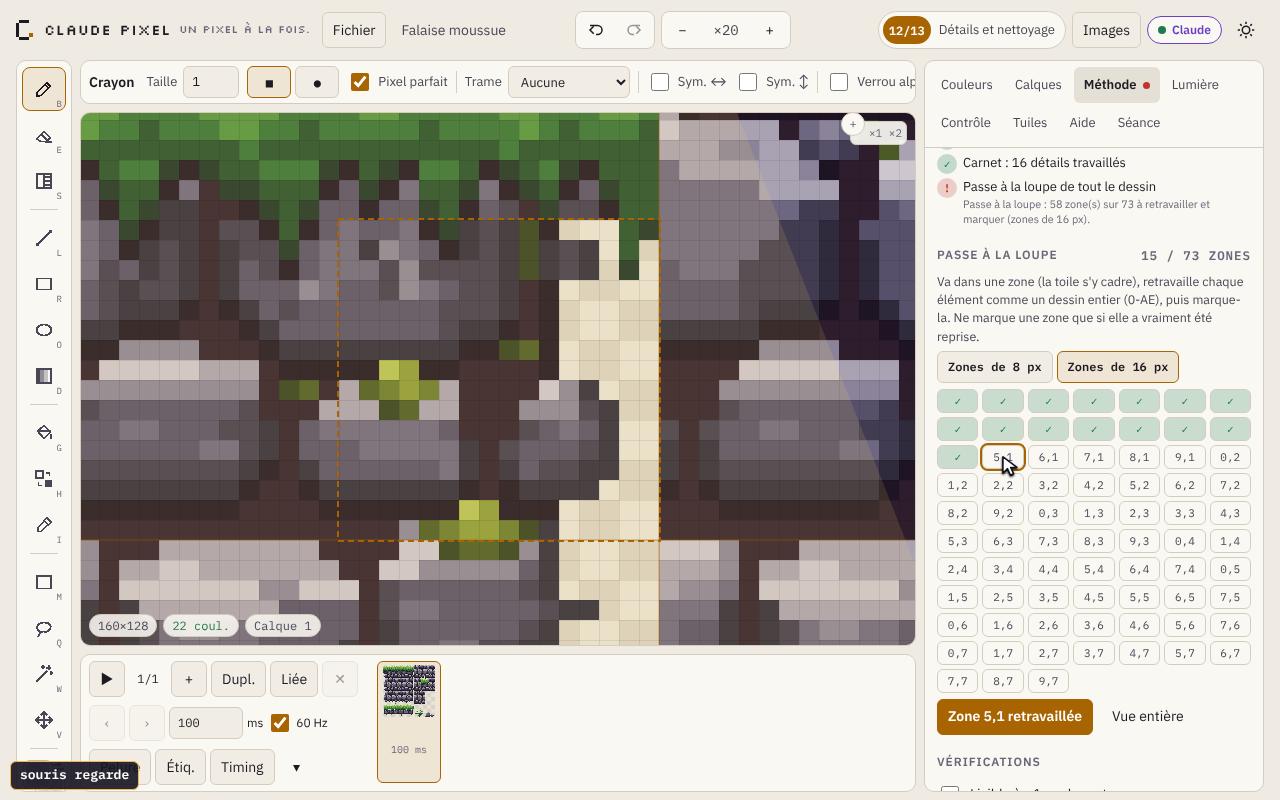 CLAUDE PIXEL UN PIXEL À LA FOIS. Fichier Falaise moussue − ×20 + 12/13 Détails et nettoyage Images Claude
Crayon Taille 1 ■ ● Pixel parfait Trame Aucune Sym. ↔ Sym. ↕ Verrou alp
B
E
S
L
R
O
D
G
H
I
M
Q
W
V
+ ×1 ×2
160×128 22 coul. Calque 1
▶ 1/1 + Dupl. Liée ✕
‹ › 100 ms 60 Hz
Étiq. Timing ▼
100 ms
souris regarde
Couleurs Calques Méthode Lumière
Contrôle Tuiles Aide Séance
✓ Carnet : 16 détails travaillés
! Passe à la loupe de tout le dessin
Passe à la loupe : 58 zone(s) sur 73 à retravailler et
marquer (zones de 16 px).
PASSE À LA LOUPE 15 / 73 ZONES
Va dans une zone (la toile s'y cadre), retravaille chaque
élément comme un dessin entier (0-AE), puis marque-
la. Ne marque une zone que si elle a vraiment été
reprise.
Zones de 8 px Zones de 16 px
✓ ✓ ✓ ✓ ✓ ✓ ✓
✓ ✓ ✓ ✓ ✓ ✓ ✓
✓ 5,1 6,1 7,1 8,1 9,1 0,2
1,2 2,2 3,2 4,2 5,2 6,2 7,2
8,2 9,2 0,3 1,3 2,3 3,3 4,3
5,3 6,3 7,3 8,3 9,3 0,4 1,4
2,4 3,4 4,4 5,4 6,4 7,4 0,5
1,5 2,5 3,5 4,5 5,5 6,5 7,5
0,6 1,6 2,6 3,6 4,6 5,6 7,6
0,7 1,7 2,7 3,7 4,7 5,7 6,7
7,7 8,7 9,7
Zone 5,1 retravaillée Vue entière
VÉRIFICATIONS